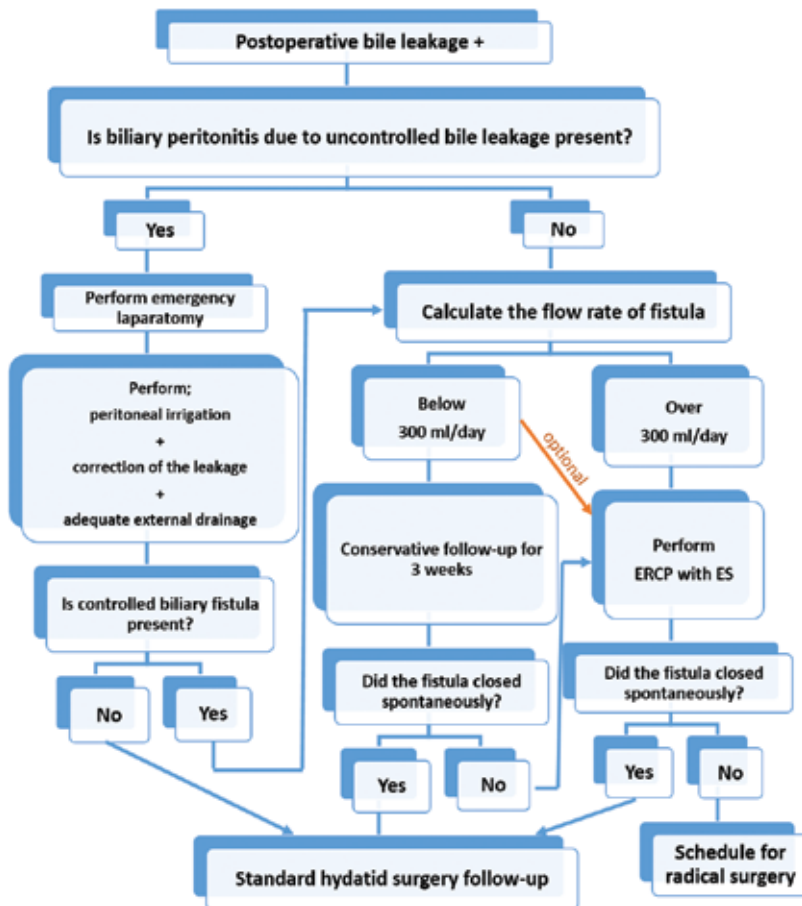 Postoperative bile leakage +
Is biliary peritonitis due to uncontrolled bile leakage present?
Yes
No
Perform emergency
laparatomy
Calculate the flow rate of fistula
Perform;
peritoneal irrigation
+
correction of the leakage
+
adequate external drainage
Below
300 ml/day
Over
300 ml/day
optional
Conservative follow-up for
3 weeks
Perform
ERCP with ES
Is controlled biliary fistula
present?
No
Yes
Did the fistula closed
spontaneously?
Did the fistula closed
spontaneously?
Yes
No
Yes
No
Standard hydatid surgery follow-up
Schedule for
radical surgery